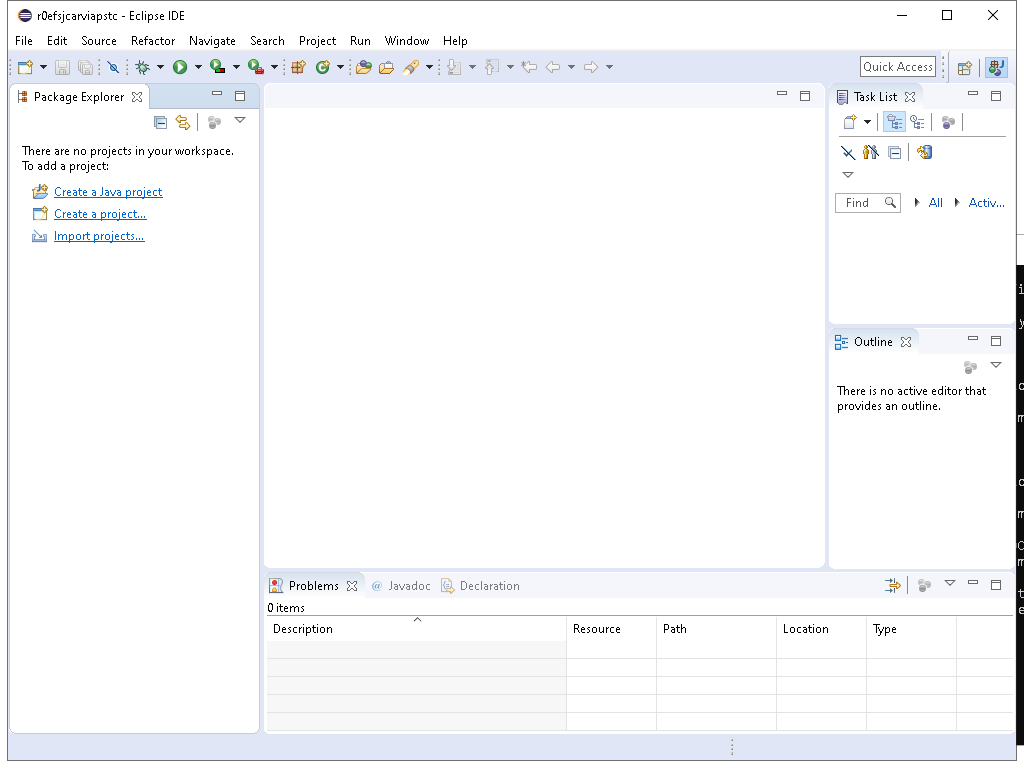 r0efsjcarviapstc - Eclipse IDE
File Edit Source Refactor Navigate Search Project Run Window Help
Quick Access
Package Explorer
There are no projects in your workspace.
To add a project:
Create a Java project
Create a project...
Import projects...
Task List
Find All Activ...
Outline
There is no active editor that
provides an outline.
Problems @ Javadoc Declaration
0 items
Description Resource Path Location Type